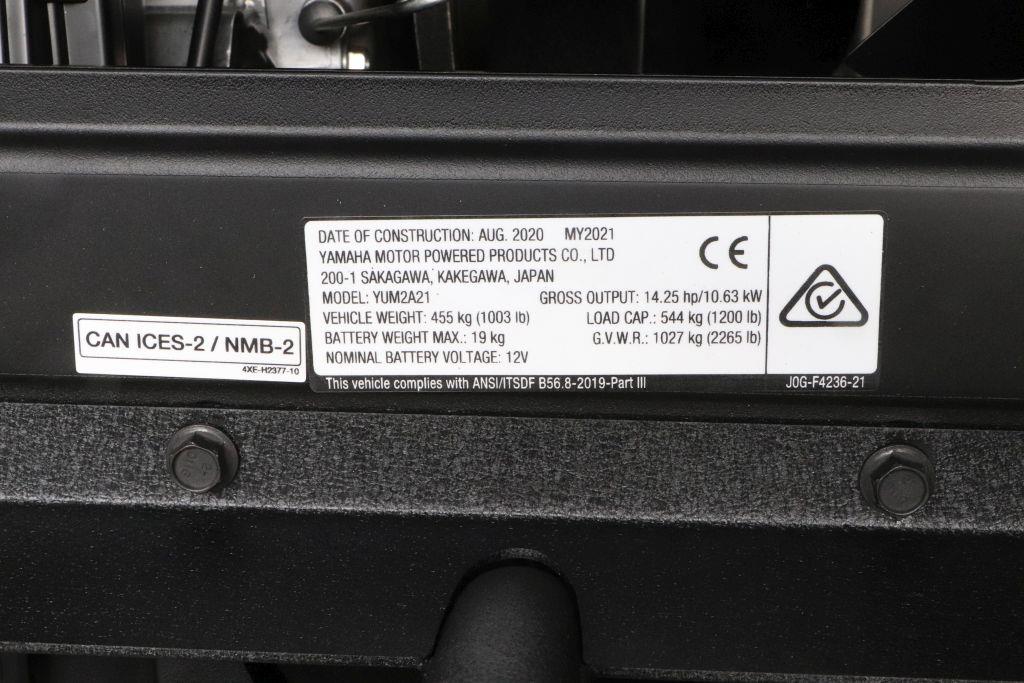 DATE OF CONSTRUCTION: AUG. 2020 MY2021
YAMAHA MOTOR POWERED PRODUCTS CO., LTD
200-1 SAKAGAWA, KAKEGAWA, JAPAN
MODEL: YUM2A21 GROSS OUTPUT: 14.25 hp/10.63 kW
VEHICLE WEIGHT: 455 kg (1003 lb) LOAD CAP.: 544 kg (1200 lb)
BATTERY WEIGHT MAX.: 19 kg G.V.W.R.: 1027 kg (2265 lb)
NOMINAL BATTERY VOLTAGE: 12V
CE
This vehicle complies with ANSI/ITSDF B56.8-2019-Part III J0G-F4236-21
CAN ICES-2 / NMB-2
4XE-H2377-10